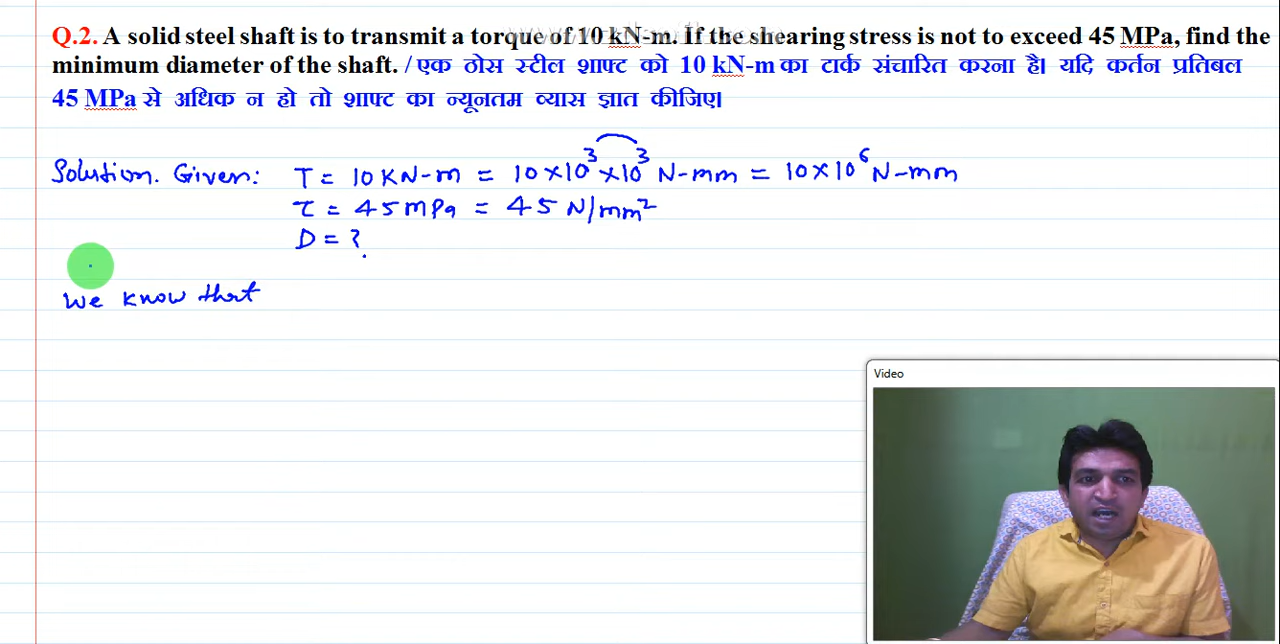 Q.2. A solid steel shaft is to transmit a torque of 10 kN-m. If the shearing stress is not to exceed 45 MPa, find the
minimum diameter of the shaft. / एक ठोस स्टील शाफ्ट को 10 kN-m का टार्क संचारित करना है। यदि कर्तन प्रतिबल
45 MPa से अधिक न हो तो शाफ्ट का न्यूनतम व्यास ज्ञात कीजिए।
Solution. Given: T = 10 KN-m = 10×10³×10³ N-mm = 10×10⁶ N-mm
τ = 45 mPa = 45 N/mm²
D = ?
We know that
Video